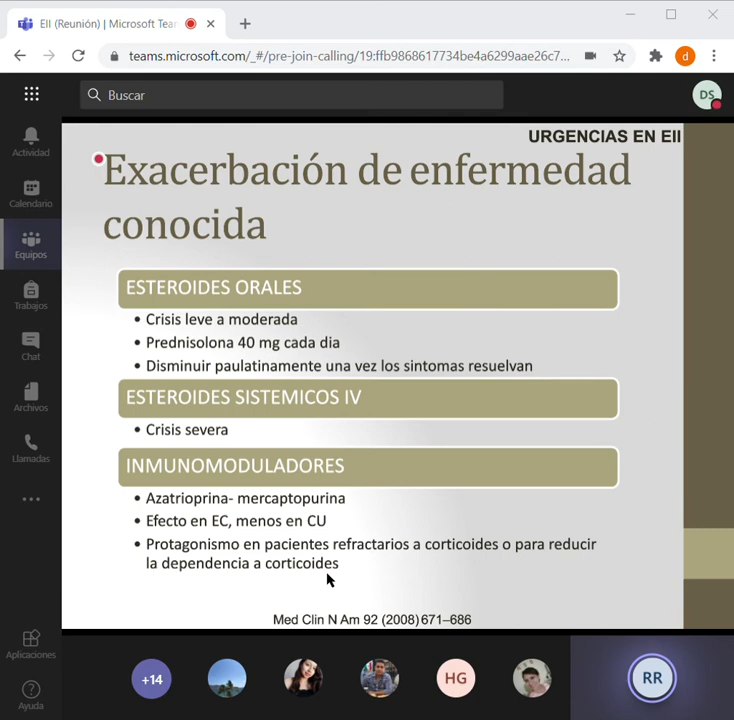 EII (Reunión) | Microsoft Tea
teams.microsoft.com/_#/pre-join-calling/19:ffb9868617734be4a6299aae26c7...
d
Buscar
DS
Actividad
Calendario
Equipos
Trabajos
Chat
Archivos
Llamadas
Aplicaciones
Ayuda
URGENCIAS EN EII
Exacerbación de enfermedad
conocida
ESTEROIDES ORALES
• Crisis leve a moderada
• Prednisolona 40 mg cada dia
• Disminuir paulatinamente una vez los sintomas resuelvan
ESTEROIDES SISTEMICOS IV
• Crisis severa
INMUNOMODULADORES
• Azatrioprina- mercaptopurina
• Efecto en EC, menos en CU
• Protagonismo en pacientes refractarios a corticoides o para reducir
la dependencia a corticoides
Med Clin N Am 92 (2008) 671–686
+14
HG
RR